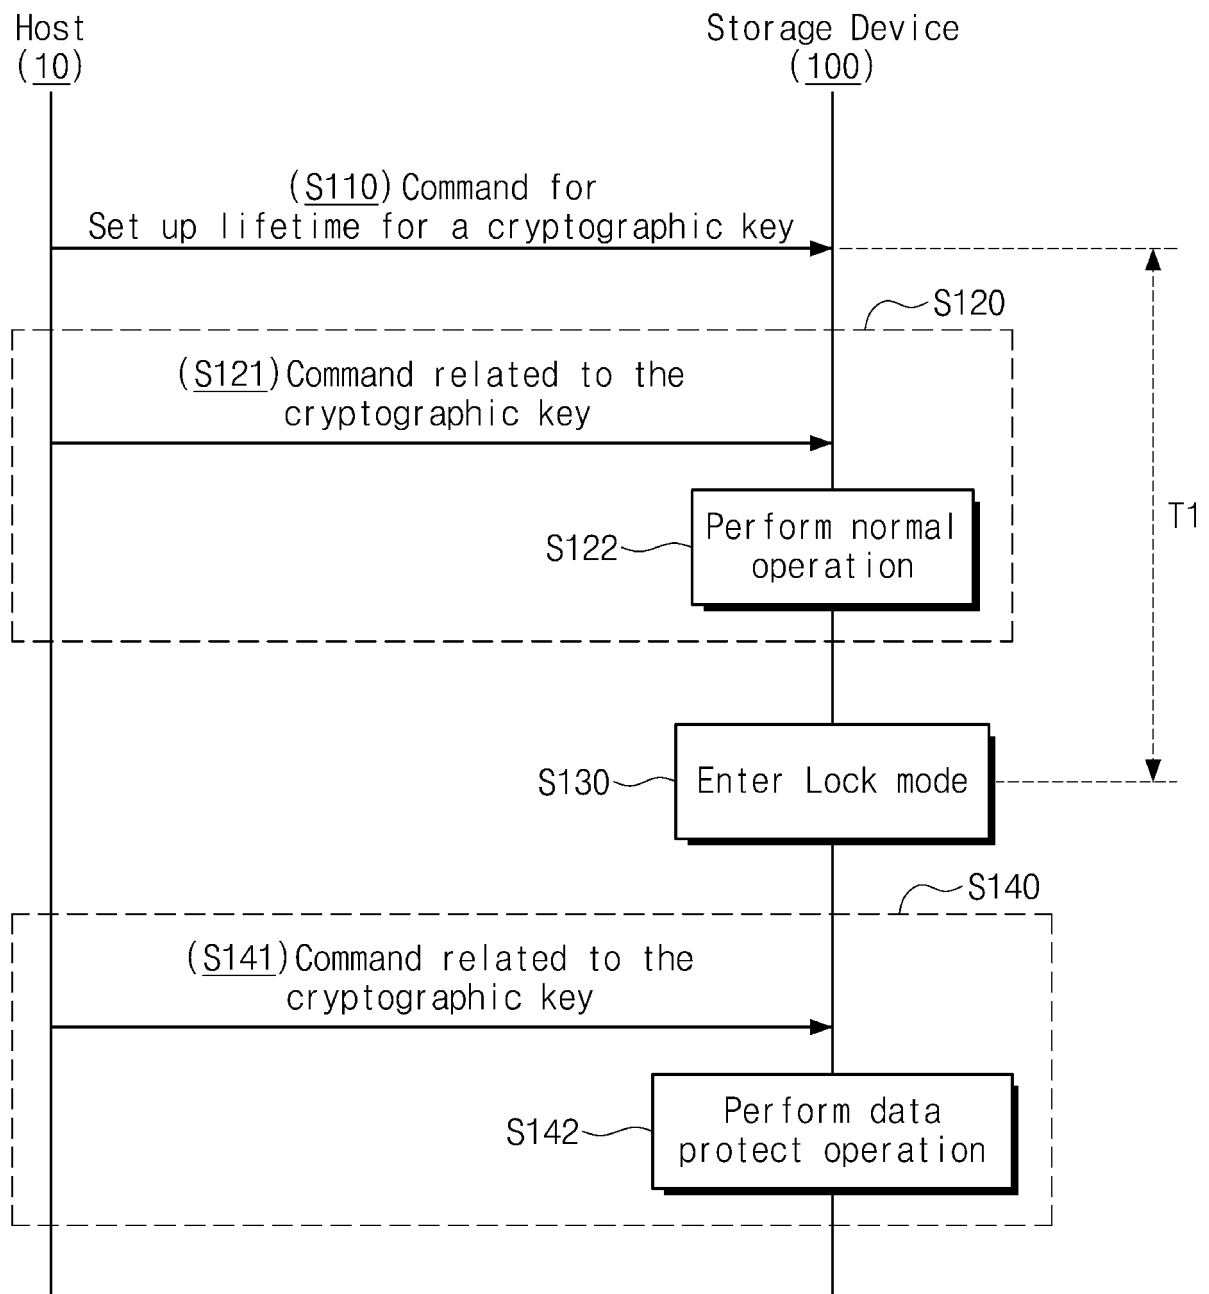 Host
(10)
Storage Device
(100)
(S110) Command for
Set up lifetime for a cryptographic key
S120
(S121) Command related to the
cryptographic key
S122
Perform normal
operation
T1
S130
Enter Lock mode
S140
(S141) Command related to the
cryptographic key
S142
Perform data
protect operation